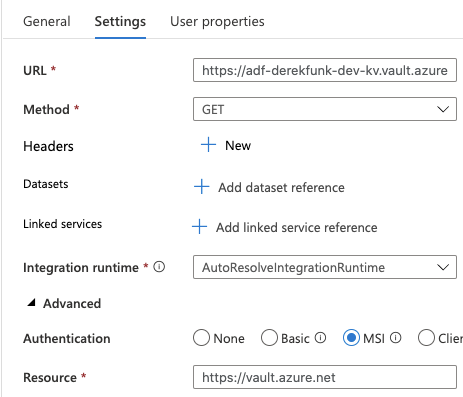 General Settings User properties
URL * https://adf-derekfunk-dev-kv.vault.azure
Method * GET
Headers New
Datasets Add dataset reference
Linked services Add linked service reference
Integration runtime * AutoResolveIntegrationRuntime
Advanced
Authentication None Basic MSI Clien
Resource * https://vault.azure.net